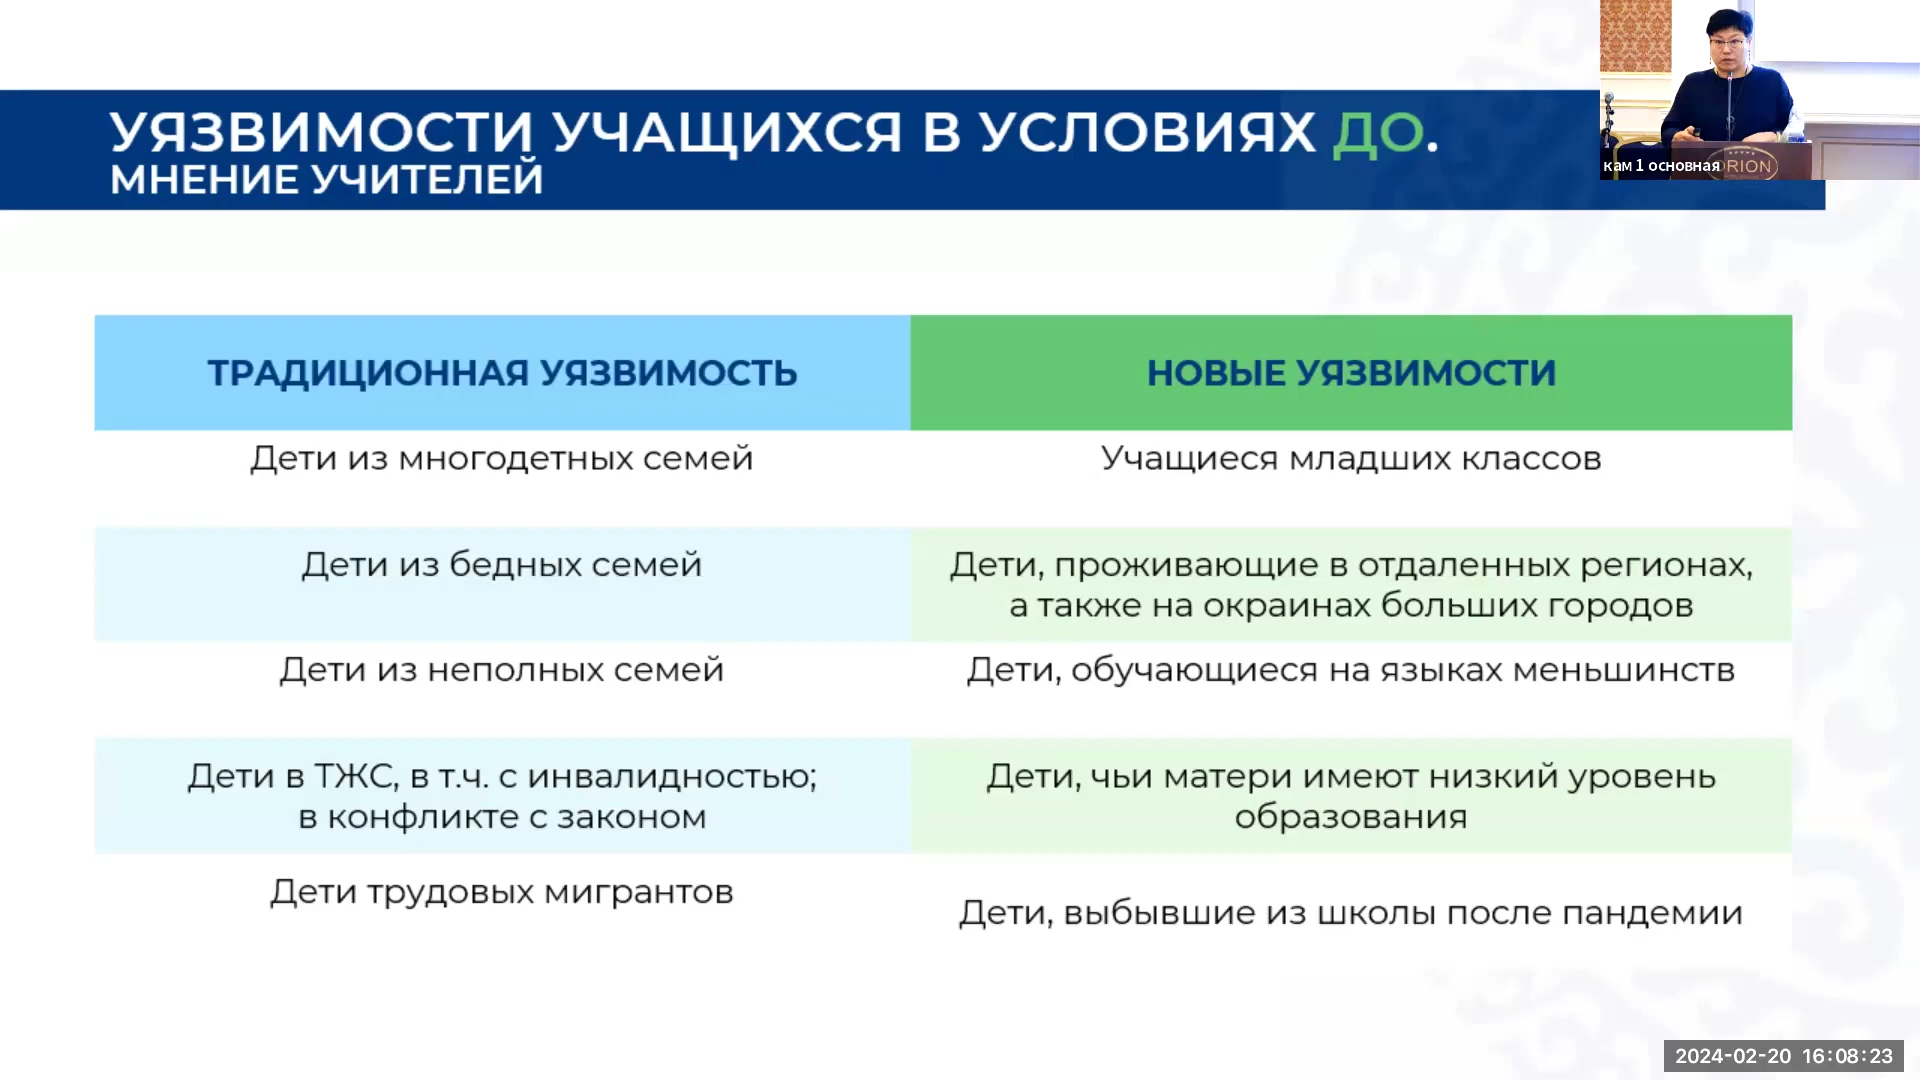 УЯЗВИМОСТИ УЧАЩИХСЯ В УСЛОВИЯХ ДО.
МНЕНИЕ УЧИТЕЛЕЙ
кам 1 основная
RION
ТРАДИЦИОННАЯ УЯЗВИМОСТЬ
НОВЫЕ УЯЗВИМОСТИ
Дети из многодетных семей
Учащиеся младших классов
Дети из бедных семей
Дети, проживающие в отдаленных регионах,
а также на окраинах больших городов
Дети из неполных семей
Дети, обучающиеся на языках меньшинств
Дети в ТЖС, в т.ч. с инвалидностью;
в конфликте с законом
Дети, чьи матери имеют низкий уровень
образования
Дети трудовых мигрантов
Дети, выбывшие из школы после пандемии
2024-02-20 16:08:23